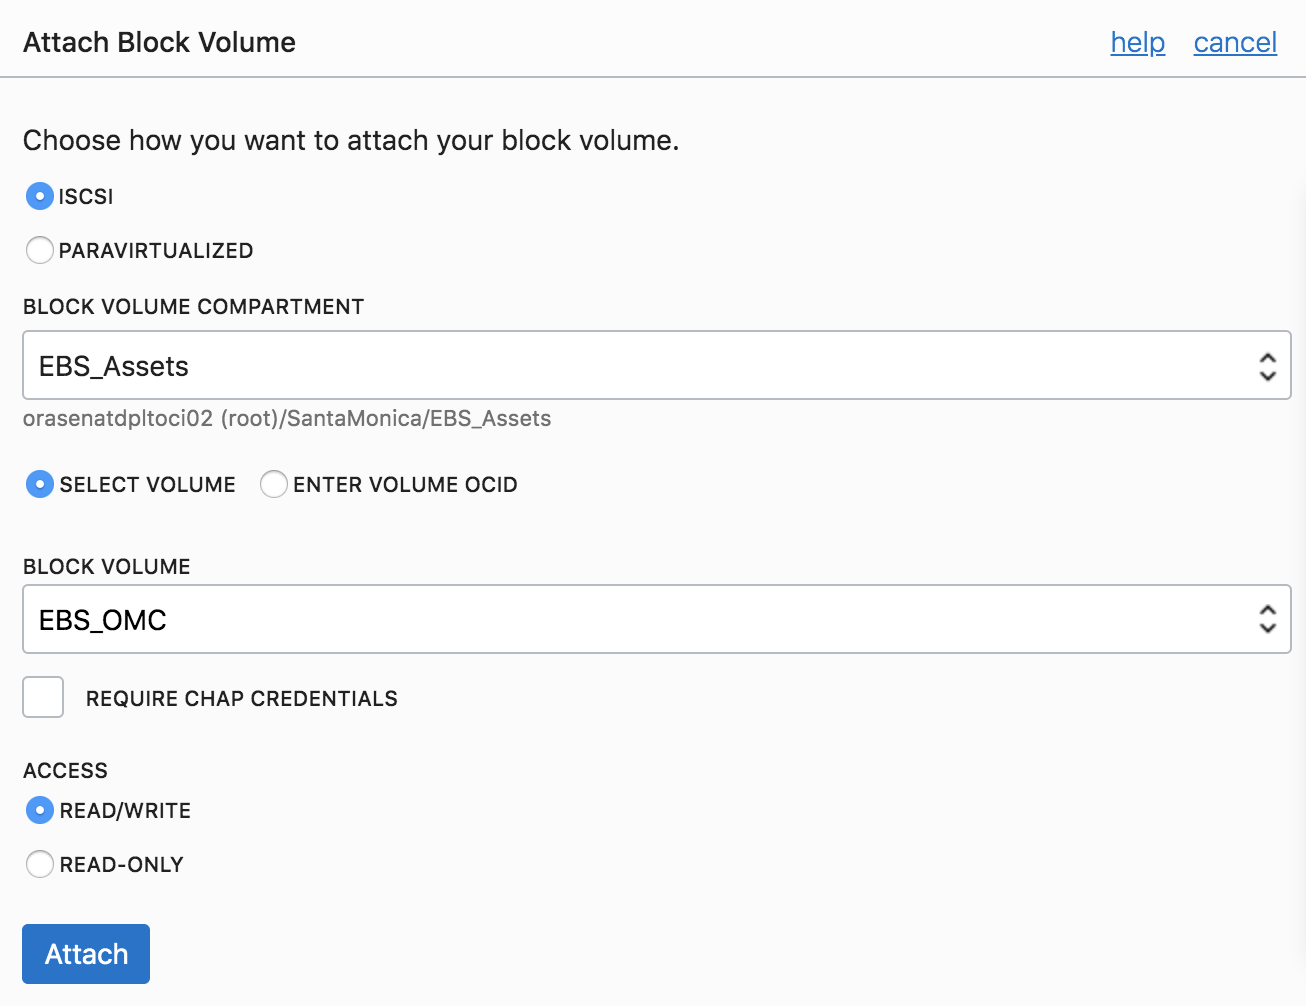 Attach Block Volume help cancel
Choose how you want to attach your block volume.
ISCSI
PARAVIRTUALIZED
BLOCK VOLUME COMPARTMENT
EBS_Assets
orasenatdpltoci02 (root)/SantaMonica/EBS_Assets
SELECT VOLUME ENTER VOLUME OCID
BLOCK VOLUME
EBS_OMC
REQUIRE CHAP CREDENTIALS
ACCESS
READ/WRITE
READ-ONLY
Attach